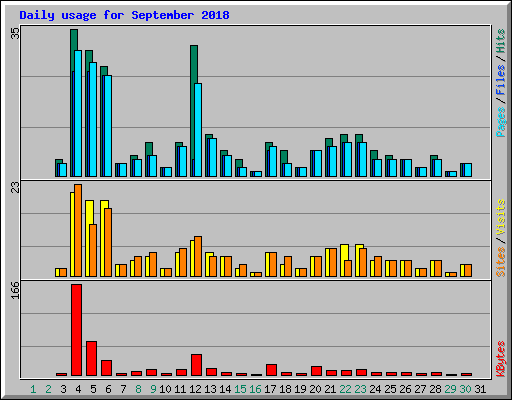 Daily usage for September 2018
35
Pages/Files/Hits
23
Sites/Visits
166
KBytes
1 2 3 4 5 6 7 8 9 10 11 12 13 14 15 16 17 18 19 20 21 22 23 24 25 26 27 28 29 30 31